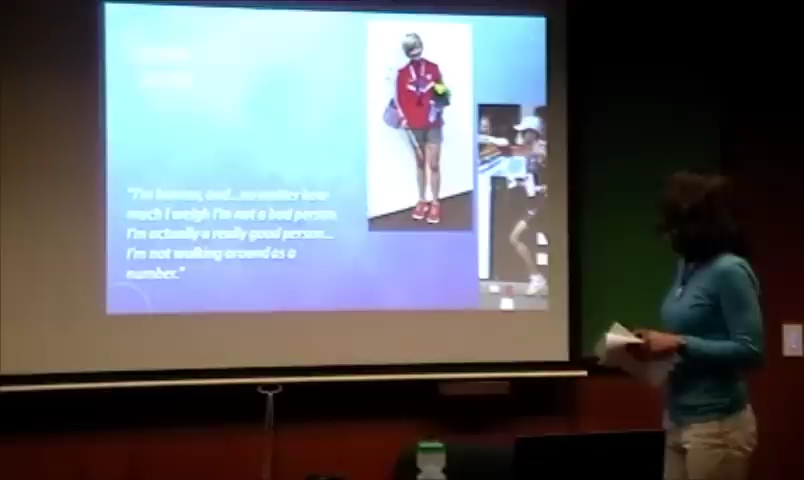 "I'm human, and...no matter how
much I weigh I'm not a bad person.
I'm actually a really good person...
I'm not walking around as a
number."